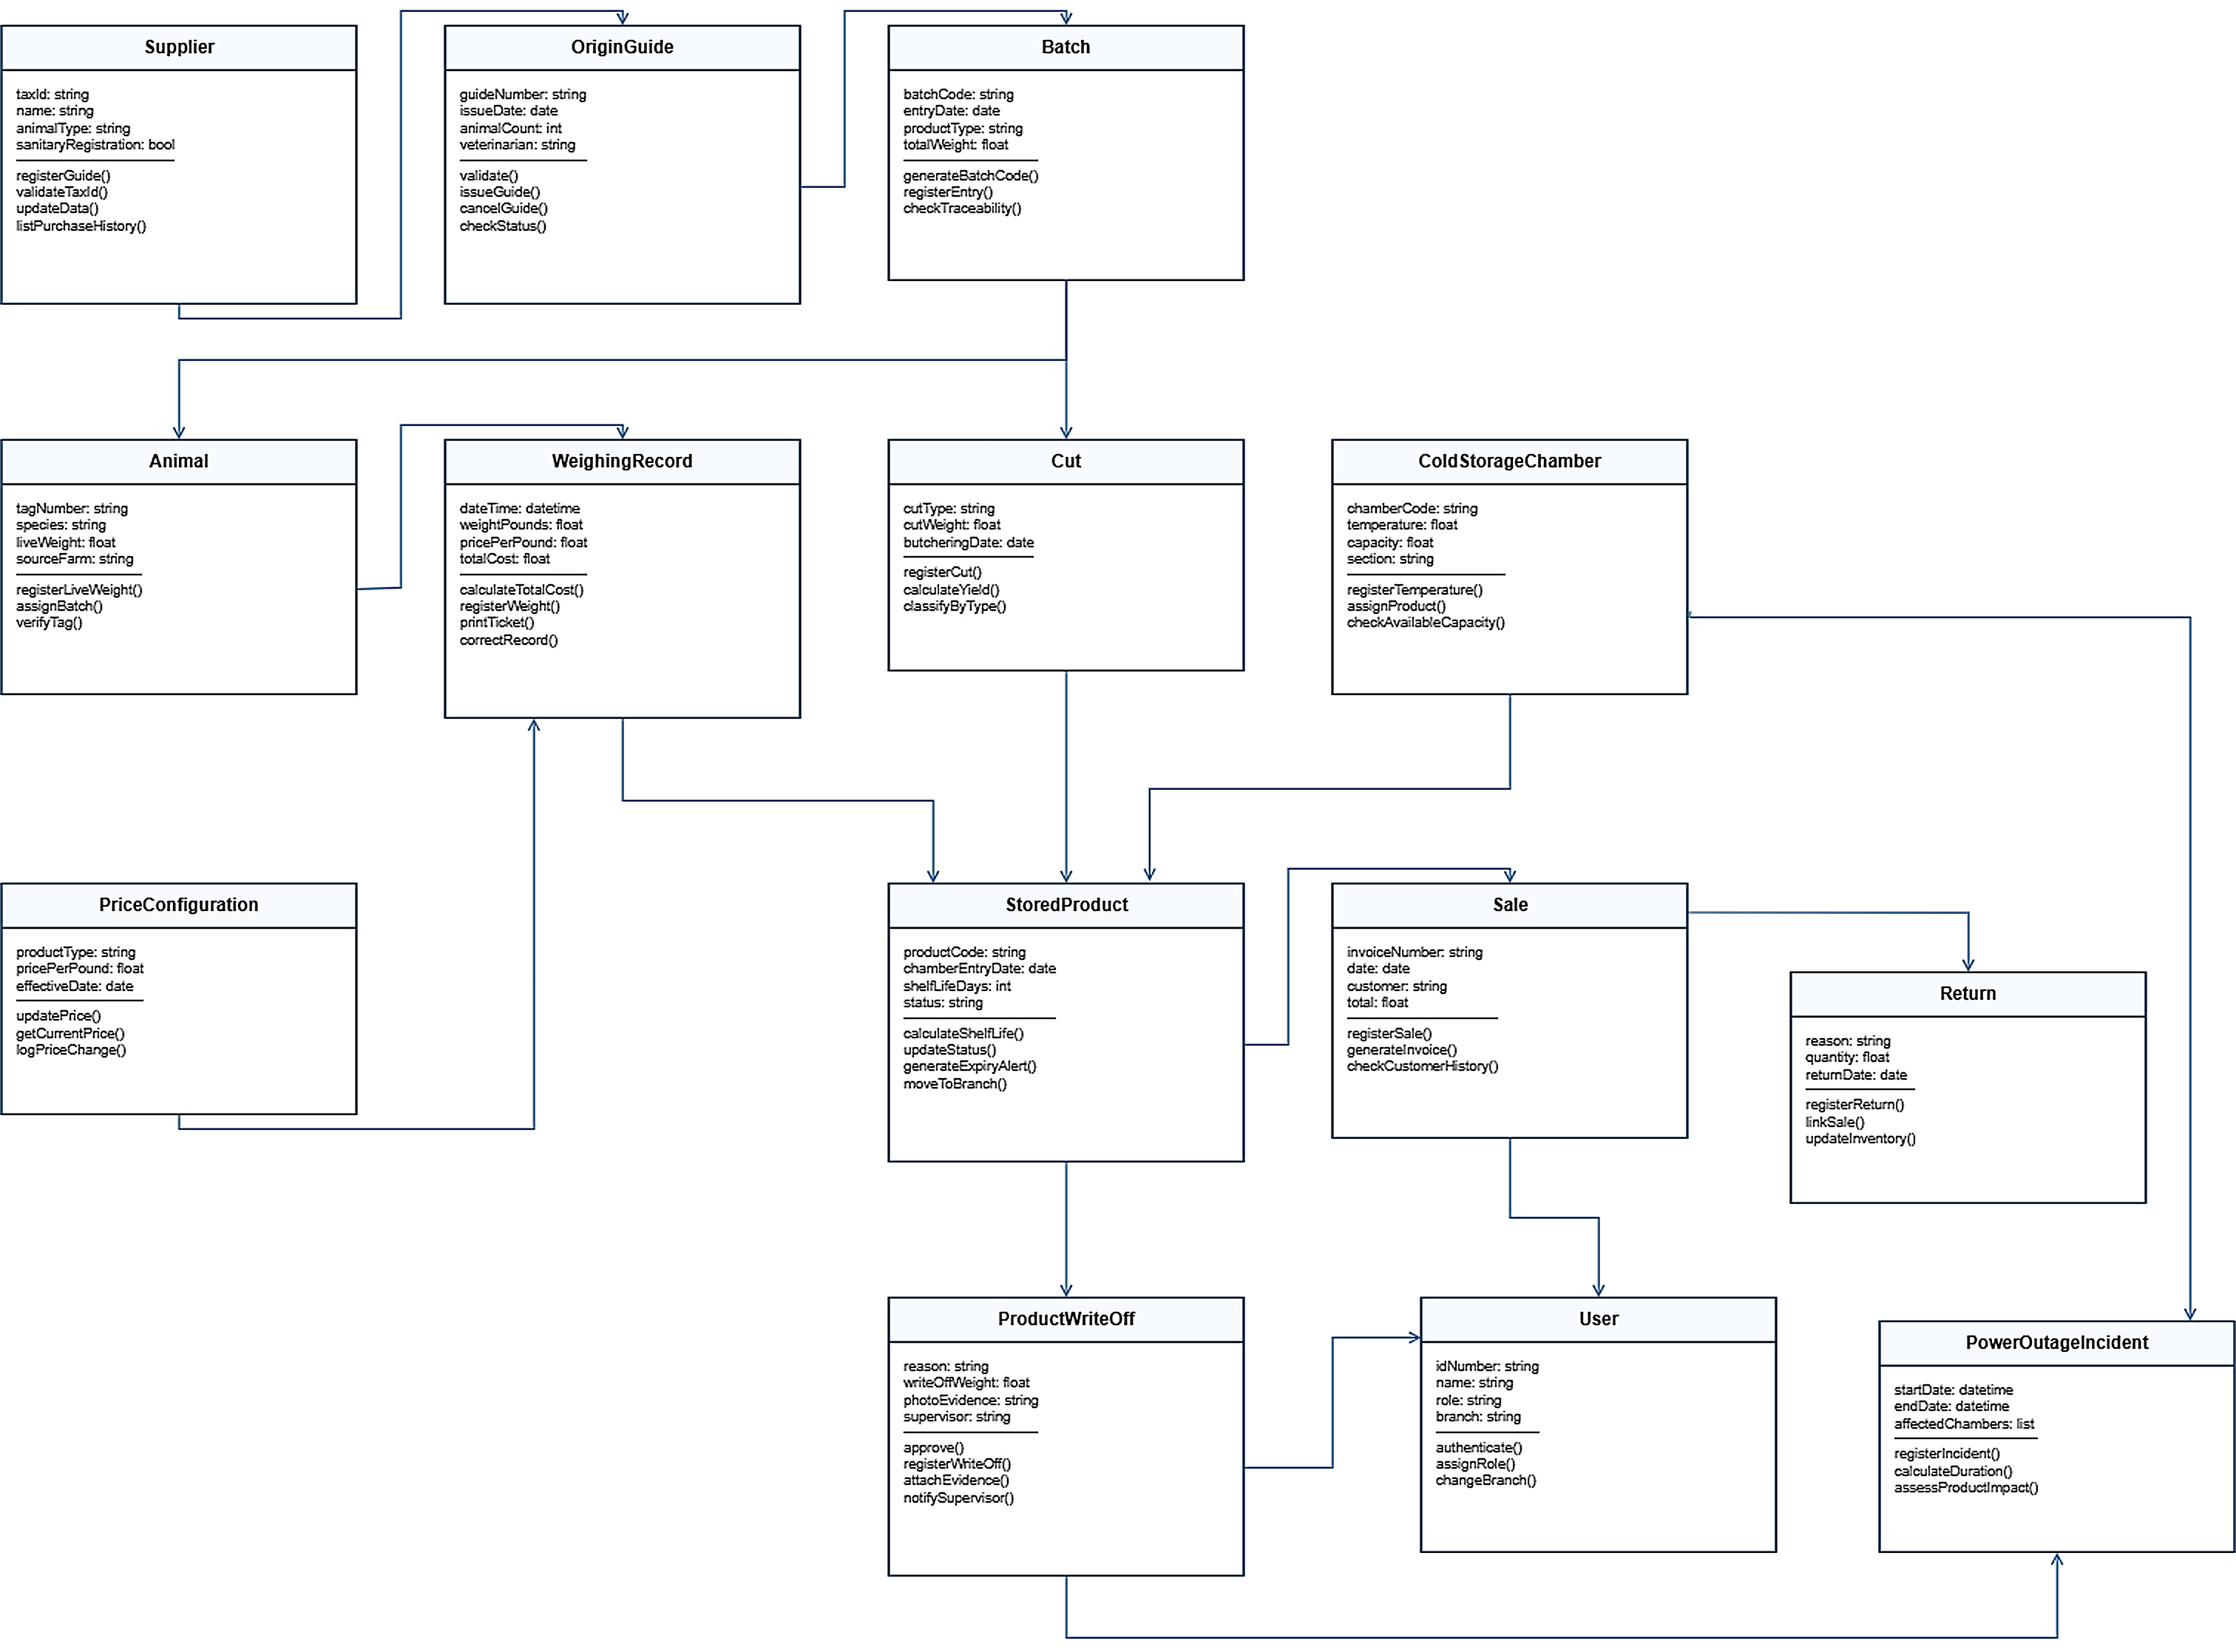 Supplier
taxId: string
name: string
animalType: string
sanitaryRegistration: bool
registerGuide()
validateTaxId()
updateData()
listPurchaseHistory()
OriginGuide
guideNumber: string
issueDate: date
animalCount: int
veterinarian: string
validate()
issueGuide()
cancelGuide()
checkStatus()
Batch
batchCode: string
entryDate: date
productType: string
totalWeight: float
generateBatchCode()
registerEntry()
checkTraceability()
Animal
tagNumber: string
species: string
liveWeight: float
sourceFarm: string
registerLiveWeight()
assignBatch()
verifyTag()
WeighingRecord
dateTime: datetime
weightPounds: float
pricePerPound: float
totalCost: float
calculateTotalCost()
registerWeight()
printTicket()
correctRecord()
Cut
cutType: string
cutWeight: float
butcheringDate: date
registerCut()
calculateYield()
classifyByType()
ColdStorageChamber
chamberCode: string
temperature: float
capacity: float
section: string
registerTemperature()
assignProduct()
checkAvailableCapacity()
PriceConfiguration
productType: string
pricePerPound: float
effectiveDate: date
updatePrice()
getCurrentPrice()
logPriceChange()
StoredProduct
productCode: string
chamberEntryDate: date
shelfLifeDays: int
status: string
calculateShelfLife()
updateStatus()
generateExpiryAlert()
moveToBranch()
Sale
invoiceNumber: string
date: date
customer: string
total: float
registerSale()
generateInvoice()
checkCustomerHistory()
Return
reason: string
quantity: float
returnDate: date
registerReturn()
linkSale()
updateInventory()
ProductWriteOff
reason: string
writeOffWeight: float
photoEvidence: string
supervisor: string
approve()
registerWriteOff()
attachEvidence()
notifySupervisor()
User
idNumber: string
name: string
role: string
branch: string
authenticate()
assignRole()
changeBranch()
PowerOutageIncident
startDate: datetime
endDate: datetime
affectedChambers: list
registerIncident()
calculateDuration()
assessProductImpact()